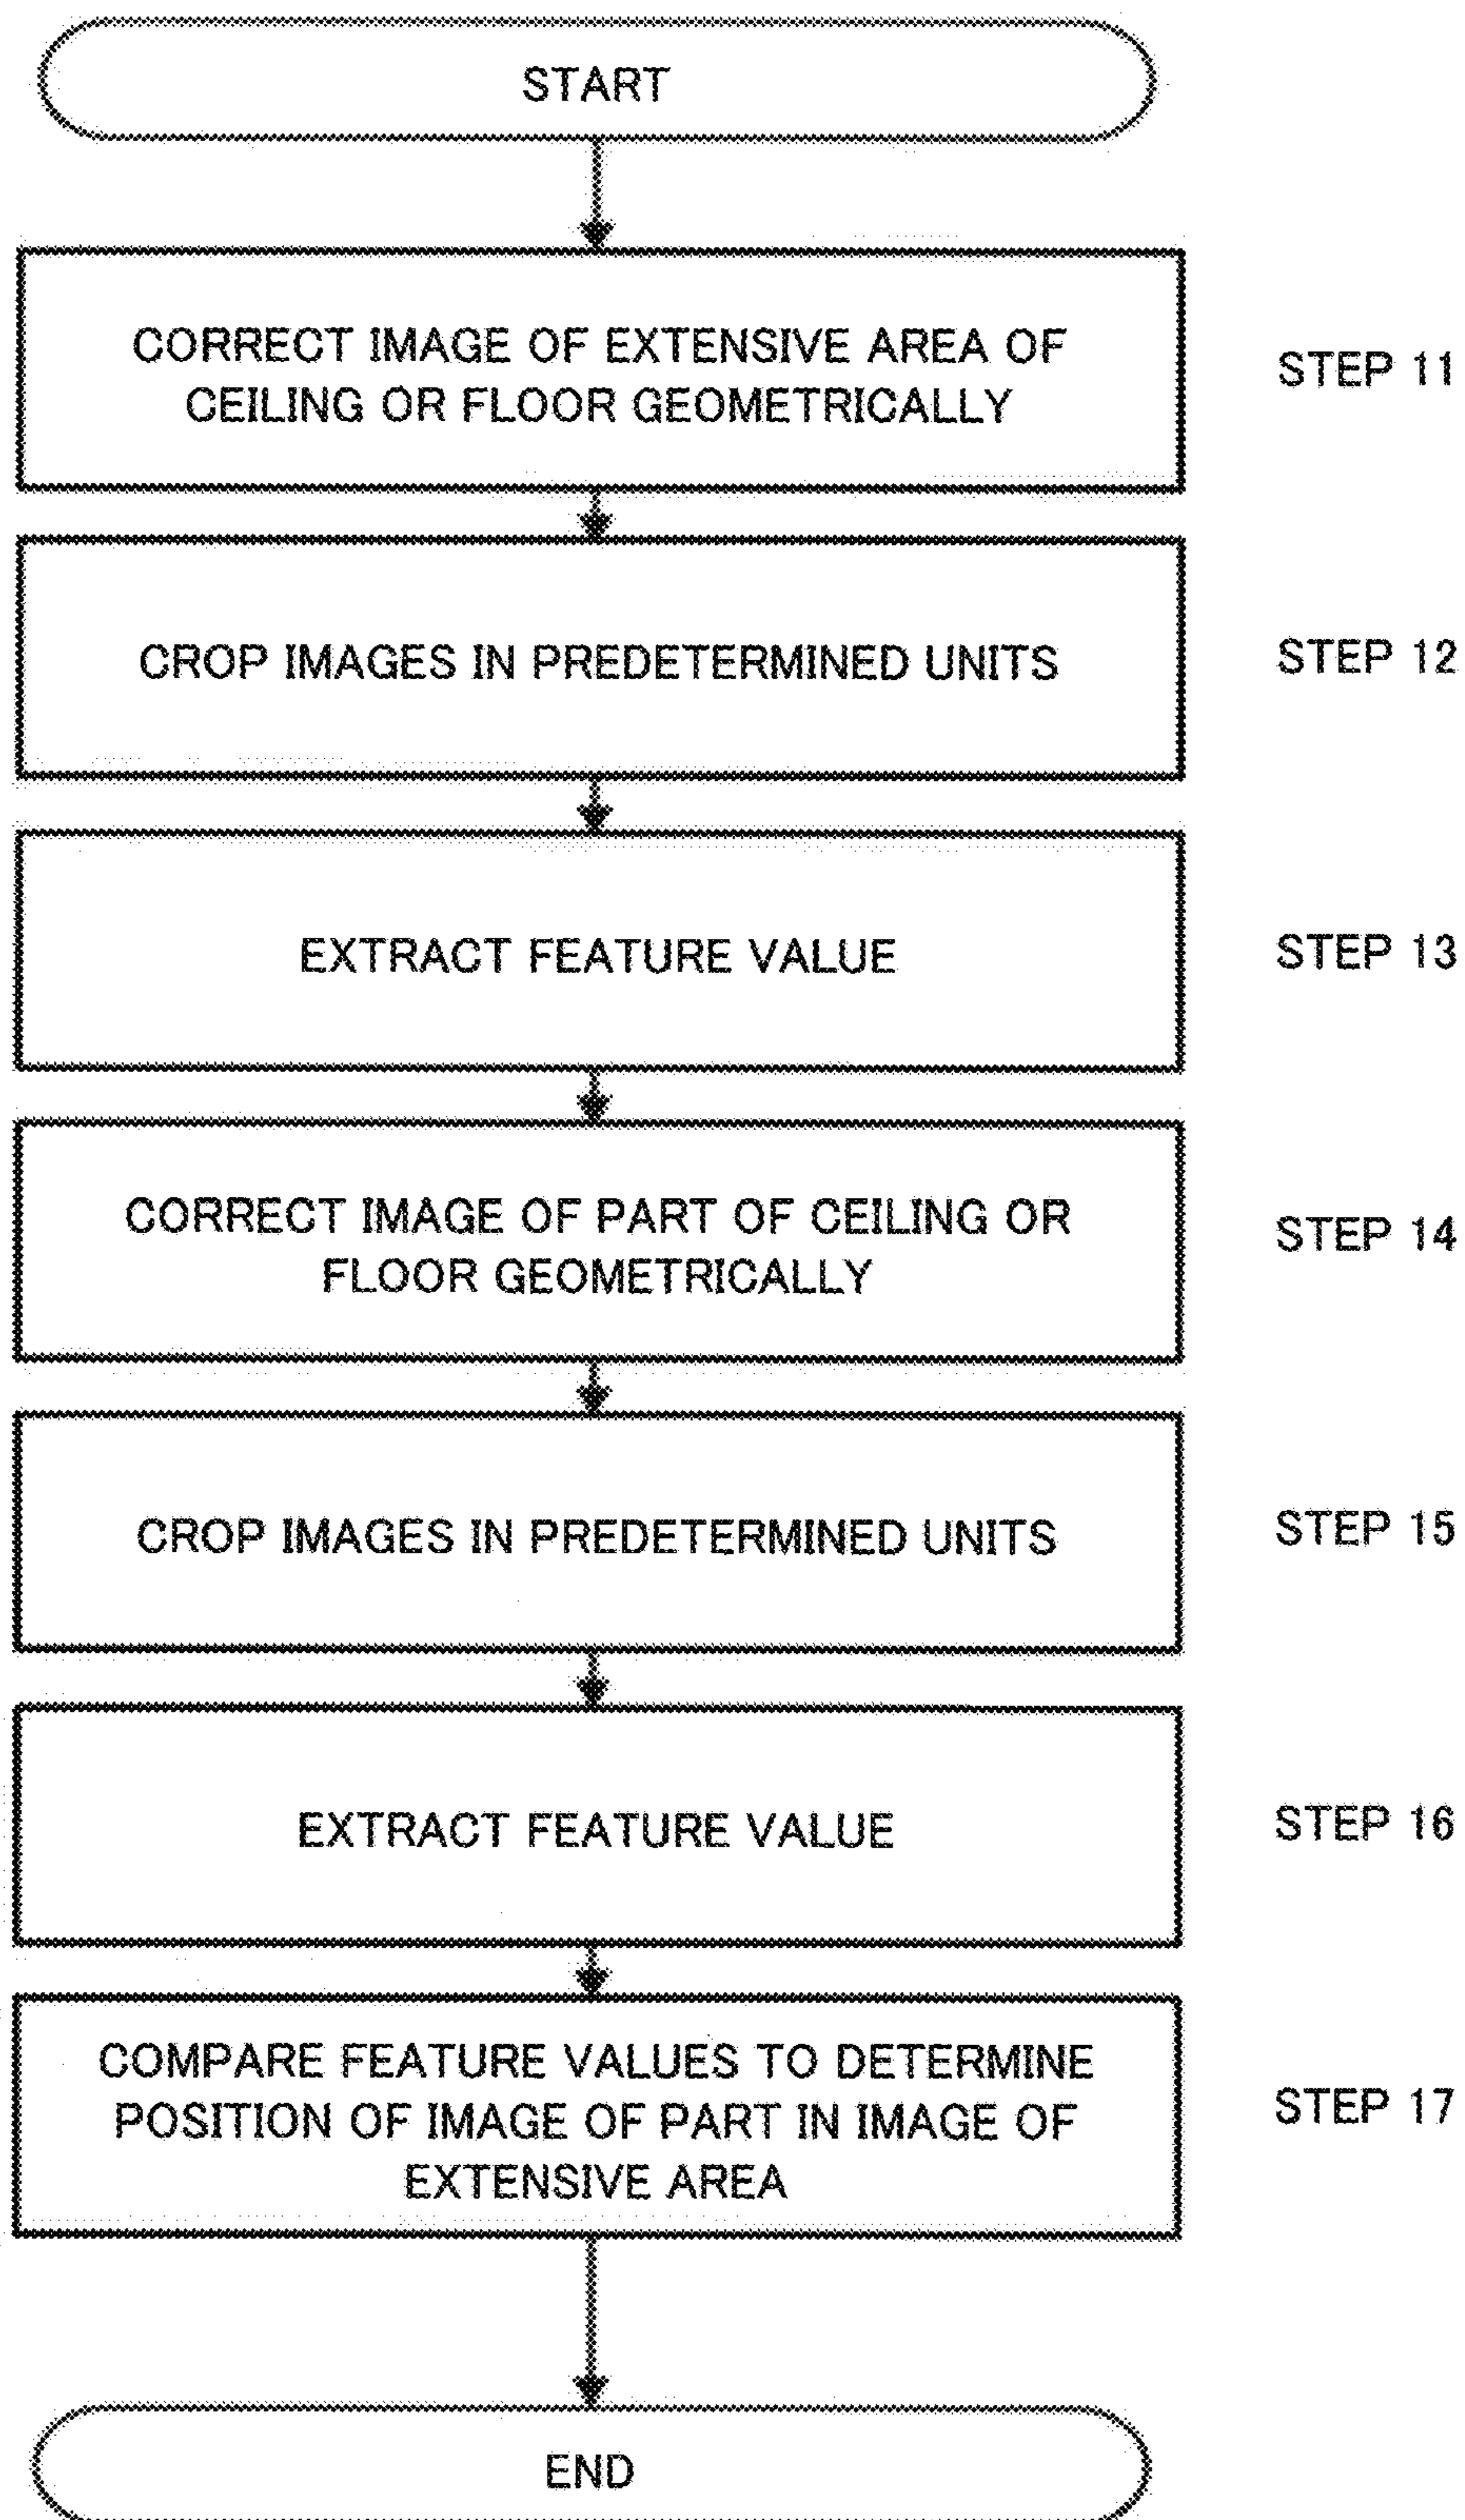 START
CORRECT IMAGE OF EXTENSIVE AREA OF
CEILING OR FLOOR GEOMETRICALLY
STEP 11
CROP IMAGES IN PREDETERMINED UNITS
STEP 12
EXTRACT FEATURE VALUE
STEP 13
CORRECT IMAGE OF PART OF CEILING OR
FLOOR GEOMETRICALLY
STEP 14
CROP IMAGES IN PREDETERMINED UNITS
STEP 15
EXTRACT FEATURE VALUE
STEP 16
COMPARE FEATURE VALUES TO DETERMINE
POSITION OF IMAGE OF PART IN IMAGE OF
EXTENSIVE AREA
STEP 17
END